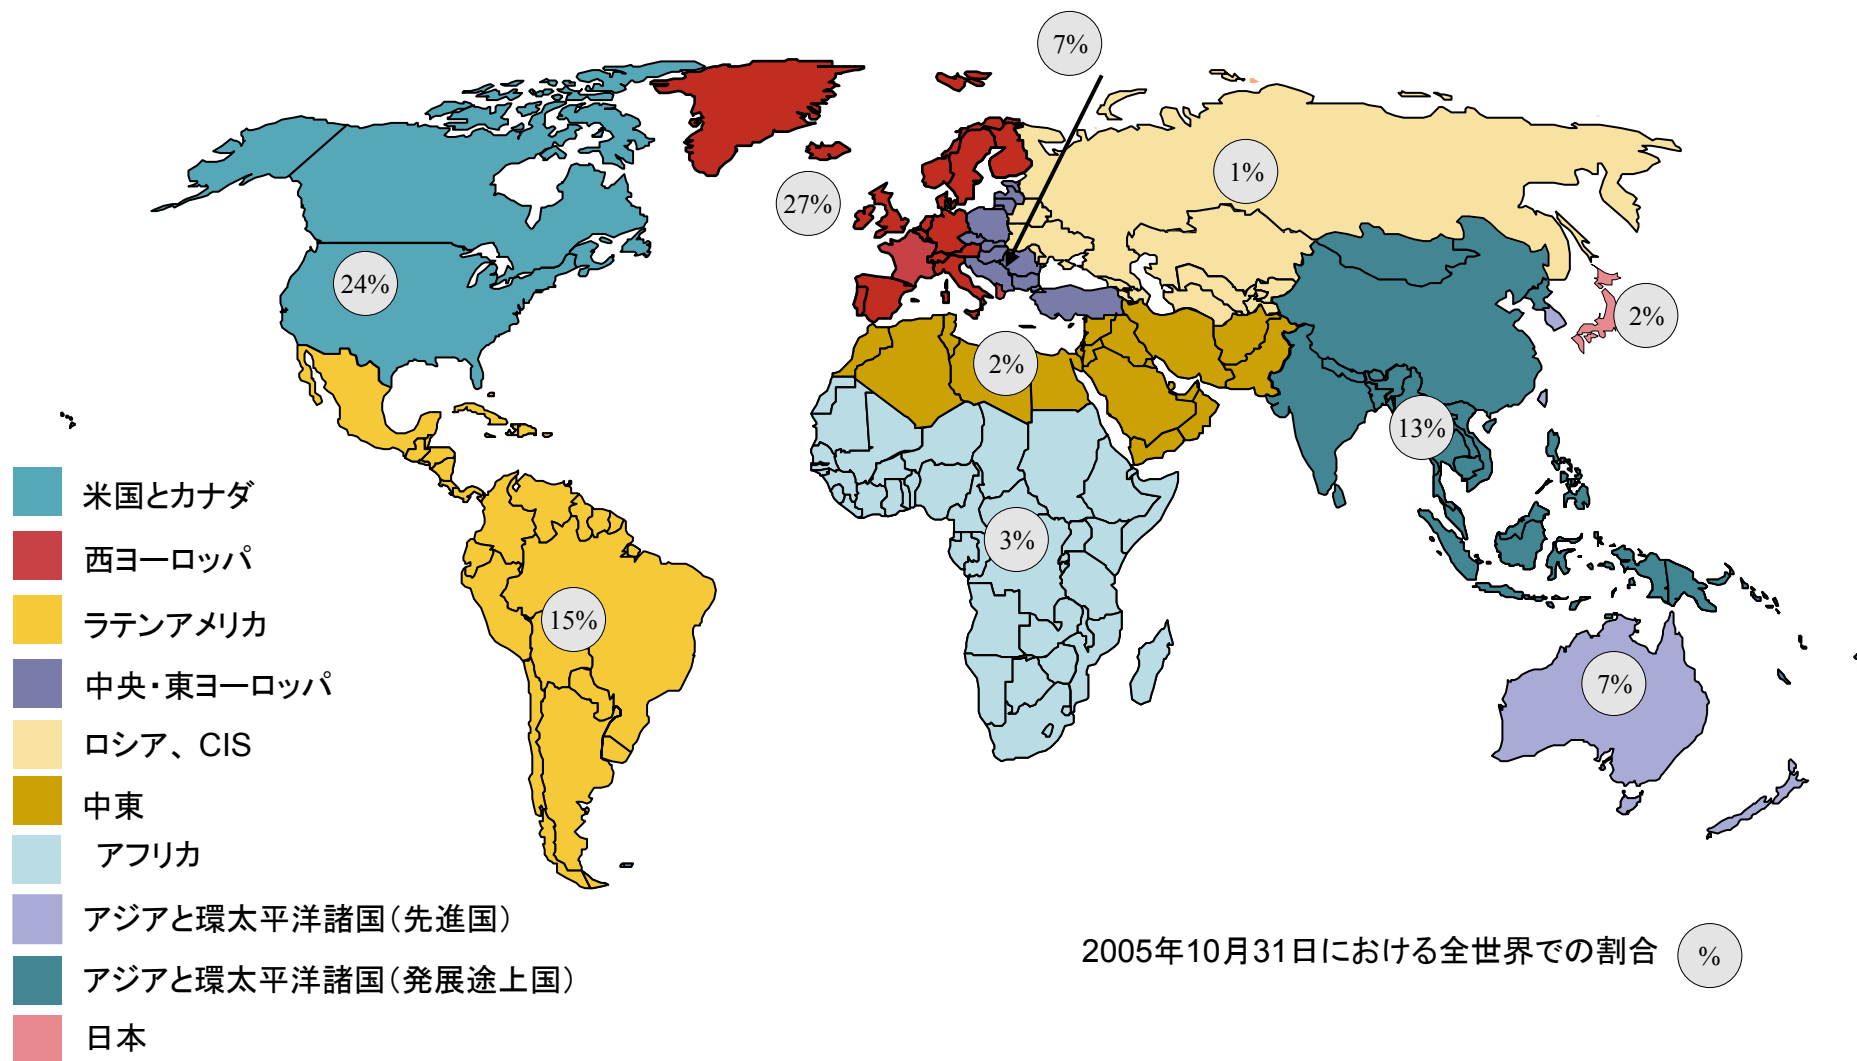 7%
1%
27%
24%
2%
2%
13%
3%
15%
7%
米国とカナダ
西ヨーロッパ
ラテンアメリカ
中央・東ヨーロッパ
ロシア、CIS
中東
アフリカ
アジアと環太平洋諸国(先進国)
アジアと環太平洋諸国(発展途上国)
日本
2005年10月31日における全世界での割合 %